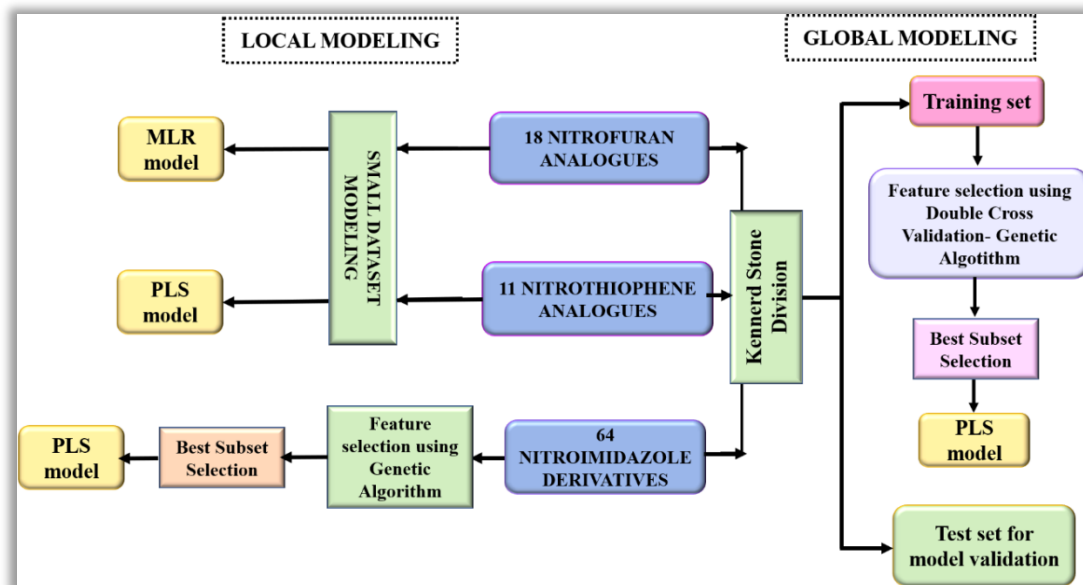 LOCAL MODELING
GLOBAL MODELING
MLR
model
PLS
model
SMALL DATASET
MODELING
18 NITROFURAN
ANALOGUES
11 NITROTHIOPHENE
ANALOGUES
PLS
model
Best Subset
Selection
Feature
selection using
Genetic
Algorithm
64
NITROIMIDAZOLE
DERIVATIVES
Kennerd Stone
Division
Training set
Feature selection using
Double Cross
Validation- Genetic
Algotithm
Best Subset
Selection
PLS
model
Test set for
model validation